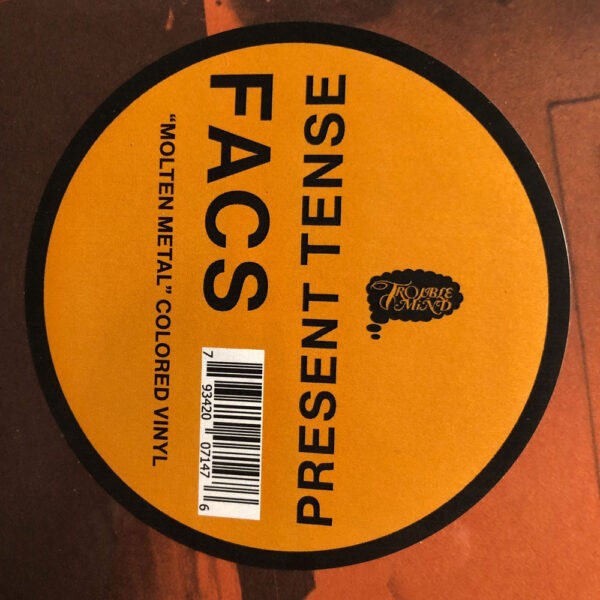 FACS
“MOLTEN METAL” COLORED VINYL
7 93420 07147 6
PRESENT TENSE
TROUBLE
MiND